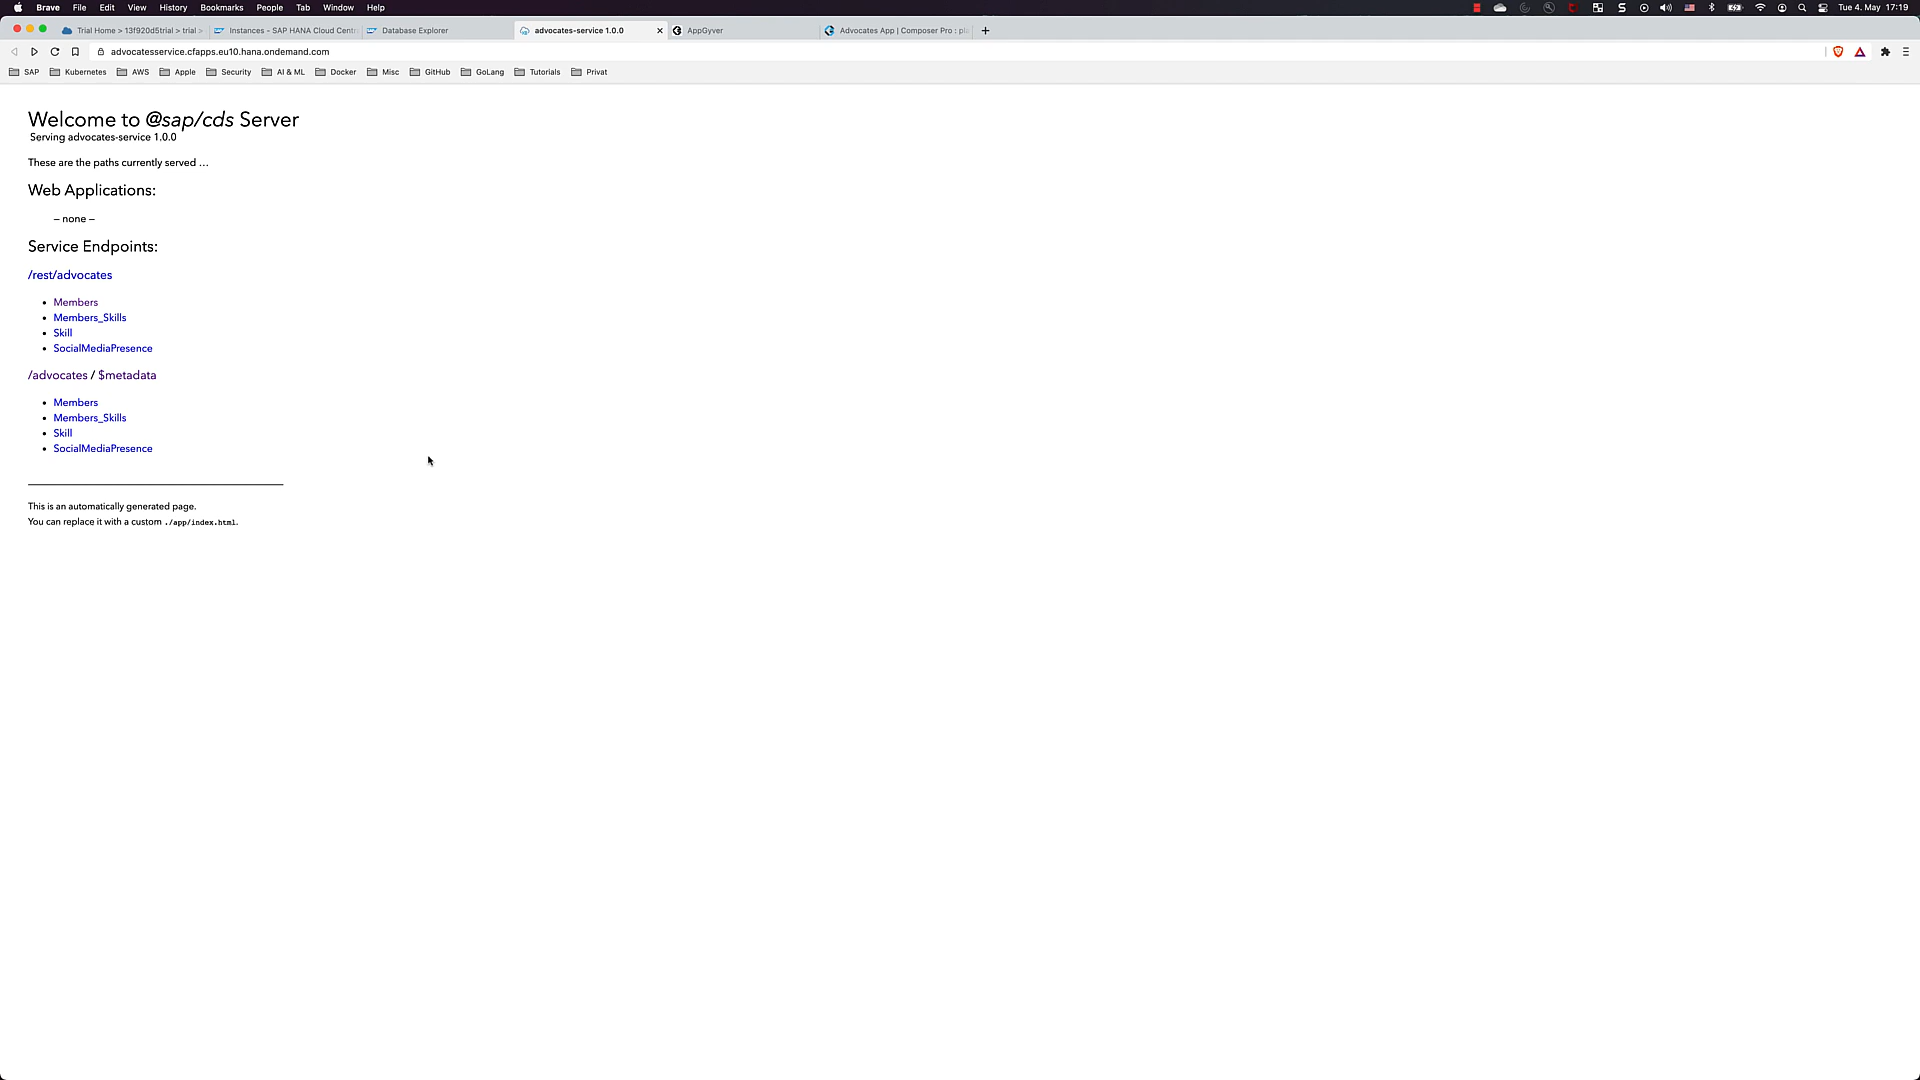 Brave File Edit View History Bookmarks People Tab Window Help Tue 4. May 17:19
Trial Home > 13f920d5trial > trial > Instances – SAP HANA Cloud Cent Database Explorer advocates-service 1.0.0 AppGyver Advocates App | Composer Pro : pl
advocatesservice.cfapps.eu10.hana.ondemand.com
SAP Kubernetes AWS Apple Security AI & ML Docker Misc GitHub GoLang Tutorials Privat
Welcome to @sap/cds Server
Serving advocates-service 1.0.0
These are the paths currently served …
Web Applications:
– none –
Service Endpoints:
/rest/advocates
• Members
• Members_Skills
• Skill
• SocialMediaPresence
/advocates / $metadata
• Members
• Members_Skills
• Skill
• SocialMediaPresence
This is an automatically generated page.
You can replace it with a custom ./app/index.html.